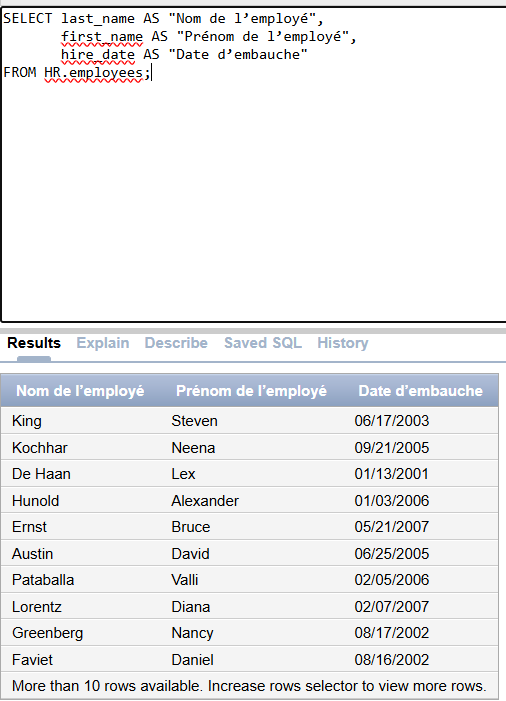 SELECT last_name AS "Nom de l’employé",
       first_name AS "Prénom de l’employé",
       hire_date AS "Date d’embauche"
FROM HR.employees;
Results Explain Describe Saved SQL History
Nom de l’employé Prénom de l’employé Date d’embauche
King Steven 06/17/2003
Kochhar Neena 09/21/2005
De Haan Lex 01/13/2001
Hunold Alexander 01/03/2006
Ernst Bruce 05/21/2007
Austin David 06/25/2005
Pataballa Valli 02/05/2006
Lorentz Diana 02/07/2007
Greenberg Nancy 08/17/2002
Faviet Daniel 08/16/2002
More than 10 rows available. Increase rows selector to view more rows.